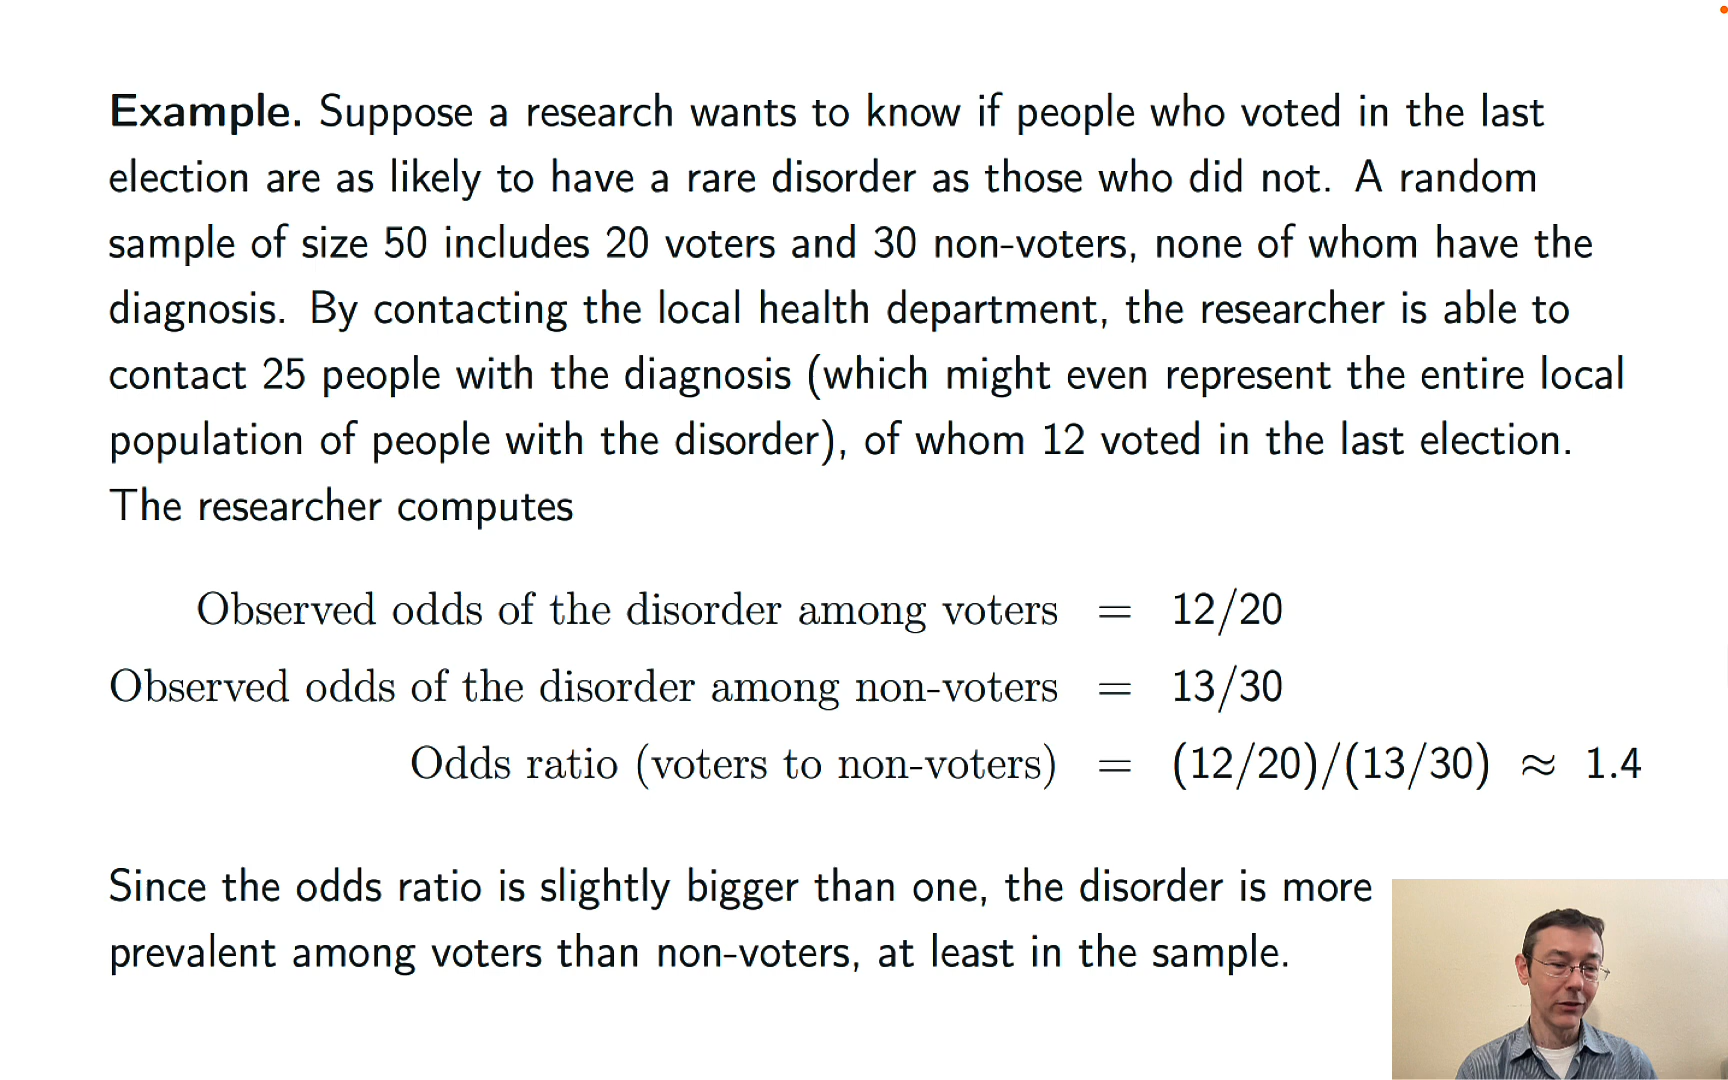 Example. Suppose a research wants to know if people who voted in the last
election are as likely to have a rare disorder as those who did not. A random
sample of size 50 includes 20 voters and 30 non-voters, none of whom have the
diagnosis. By contacting the local health department, the researcher is able to
contact 25 people with the diagnosis (which might even represent the entire local
population of people with the disorder), of whom 12 voted in the last election.
The researcher computes
Observed odds of the disorder among voters = 12/20
Observed odds of the disorder among non-voters = 13/30
Odds ratio (voters to non-voters) = (12/20)/(13/30) ≈ 1.4
Since the odds ratio is slightly bigger than one, the disorder is more
prevalent among voters than non-voters, at least in the sample.